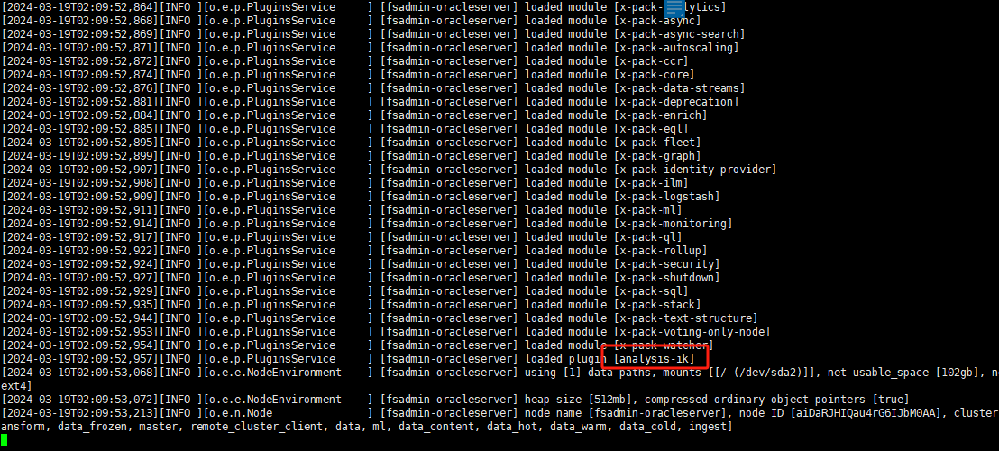 [2024-03-19T02:09:52,864][INFO ][o.e.p.PluginsService     ] [fsadmin-oracleserver] loaded module [x-pack- lytics]
[2024-03-19T02:09:52,868][INFO ][o.e.p.PluginsService     ] [fsadmin-oracleserver] loaded module [x-pack-async]
[2024-03-19T02:09:52,869][INFO ][o.e.p.PluginsService     ] [fsadmin-oracleserver] loaded module [x-pack-async-search]
[2024-03-19T02:09:52,871][INFO ][o.e.p.PluginsService     ] [fsadmin-oracleserver] loaded module [x-pack-autoscaling]
[2024-03-19T02:09:52,872][INFO ][o.e.p.PluginsService     ] [fsadmin-oracleserver] loaded module [x-pack-ccr]
[2024-03-19T02:09:52,874][INFO ][o.e.p.PluginsService     ] [fsadmin-oracleserver] loaded module [x-pack-core]
[2024-03-19T02:09:52,876][INFO ][o.e.p.PluginsService     ] [fsadmin-oracleserver] loaded module [x-pack-data-streams]
[2024-03-19T02:09:52,881][INFO ][o.e.p.PluginsService     ] [fsadmin-oracleserver] loaded module [x-pack-deprecation]
[2024-03-19T02:09:52,884][INFO ][o.e.p.PluginsService     ] [fsadmin-oracleserver] loaded module [x-pack-enrich]
[2024-03-19T02:09:52,885][INFO ][o.e.p.PluginsService     ] [fsadmin-oracleserver] loaded module [x-pack-eql]
[2024-03-19T02:09:52,895][INFO ][o.e.p.PluginsService     ] [fsadmin-oracleserver] loaded module [x-pack-fleet]
[2024-03-19T02:09:52,899][INFO ][o.e.p.PluginsService     ] [fsadmin-oracleserver] loaded module [x-pack-graph]
[2024-03-19T02:09:52,907][INFO ][o.e.p.PluginsService     ] [fsadmin-oracleserver] loaded module [x-pack-identity-provider]
[2024-03-19T02:09:52,908][INFO ][o.e.p.PluginsService     ] [fsadmin-oracleserver] loaded module [x-pack-ilm]
[2024-03-19T02:09:52,909][INFO ][o.e.p.PluginsService     ] [fsadmin-oracleserver] loaded module [x-pack-logstash]
[2024-03-19T02:09:52,911][INFO ][o.e.p.PluginsService     ] [fsadmin-oracleserver] loaded module [x-pack-ml]
[2024-03-19T02:09:52,914][INFO ][o.e.p.PluginsService     ] [fsadmin-oracleserver] loaded module [x-pack-monitoring]
[2024-03-19T02:09:52,917][INFO ][o.e.p.PluginsService     ] [fsadmin-oracleserver] loaded module [x-pack-ql]
[2024-03-19T02:09:52,922][INFO ][o.e.p.PluginsService     ] [fsadmin-oracleserver] loaded module [x-pack-rollup]
[2024-03-19T02:09:52,924][INFO ][o.e.p.PluginsService     ] [fsadmin-oracleserver] loaded module [x-pack-security]
[2024-03-19T02:09:52,927][INFO ][o.e.p.PluginsService     ] [fsadmin-oracleserver] loaded module [x-pack-shutdown]
[2024-03-19T02:09:52,929][INFO ][o.e.p.PluginsService     ] [fsadmin-oracleserver] loaded module [x-pack-sql]
[2024-03-19T02:09:52,935][INFO ][o.e.p.PluginsService     ] [fsadmin-oracleserver] loaded module [x-pack-stack]
[2024-03-19T02:09:52,944][INFO ][o.e.p.PluginsService     ] [fsadmin-oracleserver] loaded module [x-pack-text-structure]
[2024-03-19T02:09:52,953][INFO ][o.e.p.PluginsService     ] [fsadmin-oracleserver] loaded module [x-pack-voting-only-node]
[2024-03-19T02:09:52,954][INFO ][o.e.p.PluginsService     ] [fsadmin-oracleserver] loaded module [x-pack-watcher]
[2024-03-19T02:09:52,957][INFO ][o.e.p.PluginsService     ] [fsadmin-oracleserver] loaded plugin [analysis-ik]
[2024-03-19T02:09:53,068][INFO ][o.e.e.NodeEnvironment    ] [fsadmin-oracleserver] using [1] data paths, mounts [[/ (/dev/sda2)]], net usable_space [102gb], n
ext4]
[2024-03-19T02:09:53,072][INFO ][o.e.e.NodeEnvironment    ] [fsadmin-oracleserver] heap size [512mb], compressed ordinary object pointers [true]
[2024-03-19T02:09:53,213][INFO ][o.e.n.Node               ] [fsadmin-oracleserver] node name [fsadmin-oracleserver], node ID [aiDaRJHIQau4rG6IJbM0AA], cluster
ansform, data_frozen, master, remote_cluster_client, data, ml, data_content, data_hot, data_warm, data_cold, ingest]